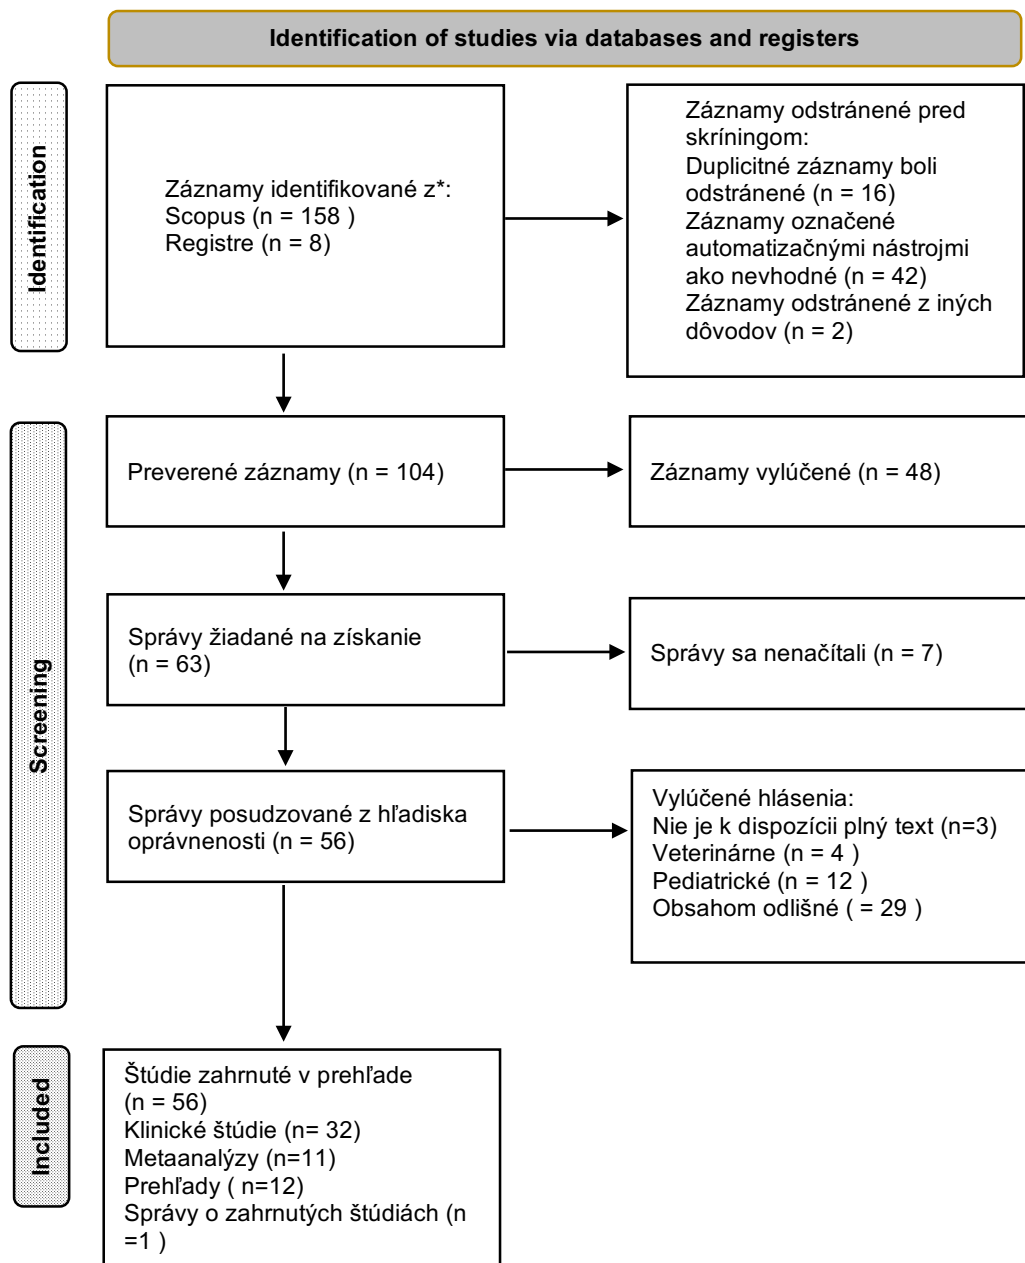 Identification of studies via databases and registers
Identification
Záznamy identifikované z*:
Scopus (n = 158 )
Registre (n = 8)
Záznamy odstránené pred
skríningom:
Duplicitné záznamy boli
odstránené (n = 16)
Záznamy označené
automatizačnými nástrojmi
ako nevhodné (n = 42)
Záznamy odstránené z iných
dôvodov (n = 2)
Screening
Preverené záznamy (n = 104)
Záznamy vylúčené (n = 48)
Správy žiadané na získanie
(n = 63)
Správy sa nenačítali (n = 7)
Správy posudzované z hľadiska
oprávnenosti (n = 56)
Vylúčené hlásenia:
Nie je k dispozícii plný text (n=3)
Veterinárne (n = 4 )
Pediatrické (n = 12 )
Obsahom odlišné ( = 29 )
Included
Štúdie zahrnuté v prehľade
(n = 56)
Klinické štúdie (n= 32)
Metaanalýzy (n=11)
Prehľady ( n=12)
Správy o zahrnutých štúdiách (n
=1 )